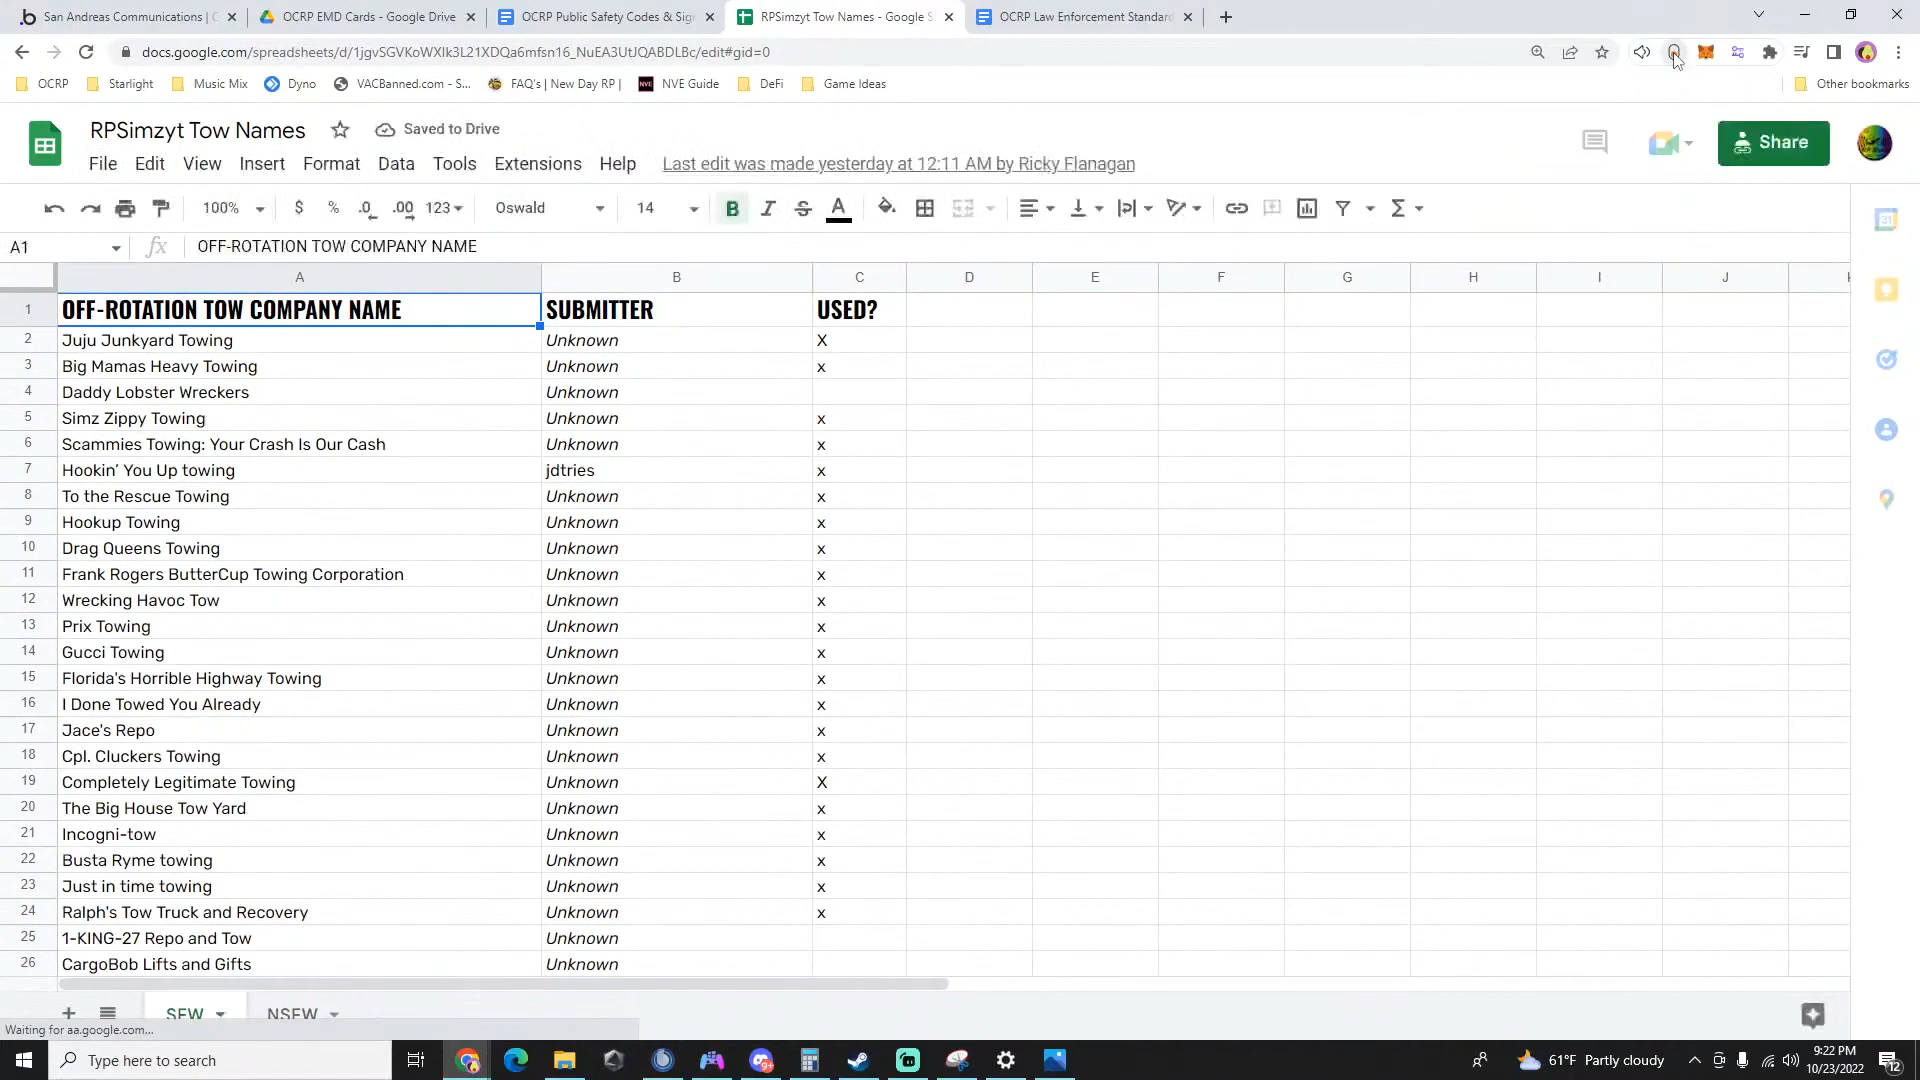 San Andreas Communications | C
OCRP EMD Cards - Google Drive
OCRP Public Safety Codes & Sig
RPSimzyt Tow Names - Google S
OCRP Law Enforcement Standard
docs.google.com/spreadsheets/d/1jgvSGVKoWXIk3L21XDQa6mfsn16_NuEA3UtJQABDLBc/edit#gid=0
OCRP Starlight Music Mix Dyno VACBanned.com - S... FAQ's | New Day RP | NVE Guide DeFi Game Ideas Other bookmarks
RPSimzyt Tow Names Saved to Drive
Share
File Edit View Insert Format Data Tools Extensions Help Last edit was made yesterday at 12:11 AM by Ricky Flanagan
100% $ % .0 .00 123 Oswald 14 B I S A
A1 fx OFF-ROTATION TOW COMPANY NAME
A B C D E F G H I J
1 OFF-ROTATION TOW COMPANY NAME SUBMITTER USED?
2 Juju Junkyard Towing Unknown X
3 Big Mamas Heavy Towing Unknown x
4 Daddy Lobster Wreckers Unknown
5 Simz Zippy Towing Unknown x
6 Scammies Towing: Your Crash Is Our Cash Unknown x
7 Hookin’ You Up towing jdtries x
8 To the Rescue Towing Unknown x
9 Hookup Towing Unknown x
10 Drag Queens Towing Unknown x
11 Frank Rogers ButterCup Towing Corporation Unknown x
12 Wrecking Havoc Tow Unknown x
13 Prix Towing Unknown x
14 Gucci Towing Unknown x
15 Florida's Horrible Highway Towing Unknown x
16 I Done Towed You Already Unknown x
17 Jace's Repo Unknown x
18 Cpl. Cluckers Towing Unknown x
19 Completely Legitimate Towing Unknown X
20 The Big House Tow Yard Unknown x
21 Incogni-tow Unknown x
22 Busta Ryme towing Unknown x
23 Just in time towing Unknown x
24 Ralph's Tow Truck and Recovery Unknown x
25 1-KING-27 Repo and Tow Unknown
26 CargoBob Lifts and Gifts Unknown
SFW NSFW
Waiting for aa.google.com...
Type here to search
61°F Partly cloudy
9:22 PM
10/23/2022
12